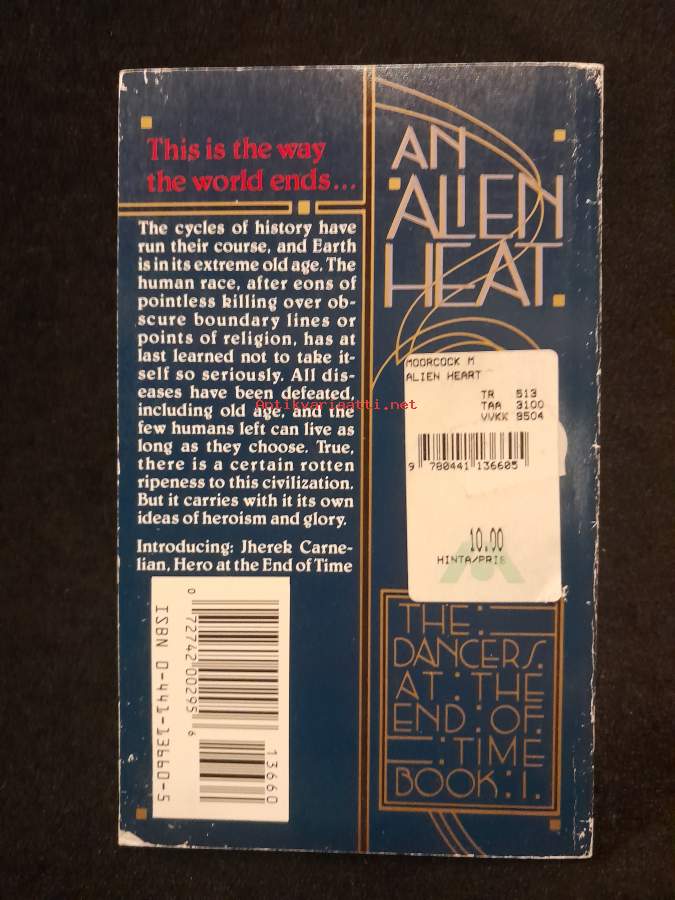 This is the way
the world ends...
The cycles of history have
run their course, and Earth
is in its extreme old age. The
human race, after eons of
pointless killing over ob-
scure boundary lines or
points of religion, has at
last learned not to take it-
self so seriously. All dis-
eases have been defeated,
including old age, and the
few humans left can live as
long as they choose. True,
there is a certain rotten
ripeness to this civilization.
But it carries with it its own
ideas of heroism and glory.
Introducing: Jherek Carne-
lian, Hero at the End of Time
0 72742 00295 6
13660
ISBN 0-441-13660-5
AN
ALIEN
HEAT.
MOORCOCK M
ALIEN HEART
TR 513
TAA 3100
VVKK 9504
9 780441 136605
10.00
HINTA/PRIS
THE
DANCERS
AT THE
END OF
TIME
BOOK 1.
Antikvariaatti.net